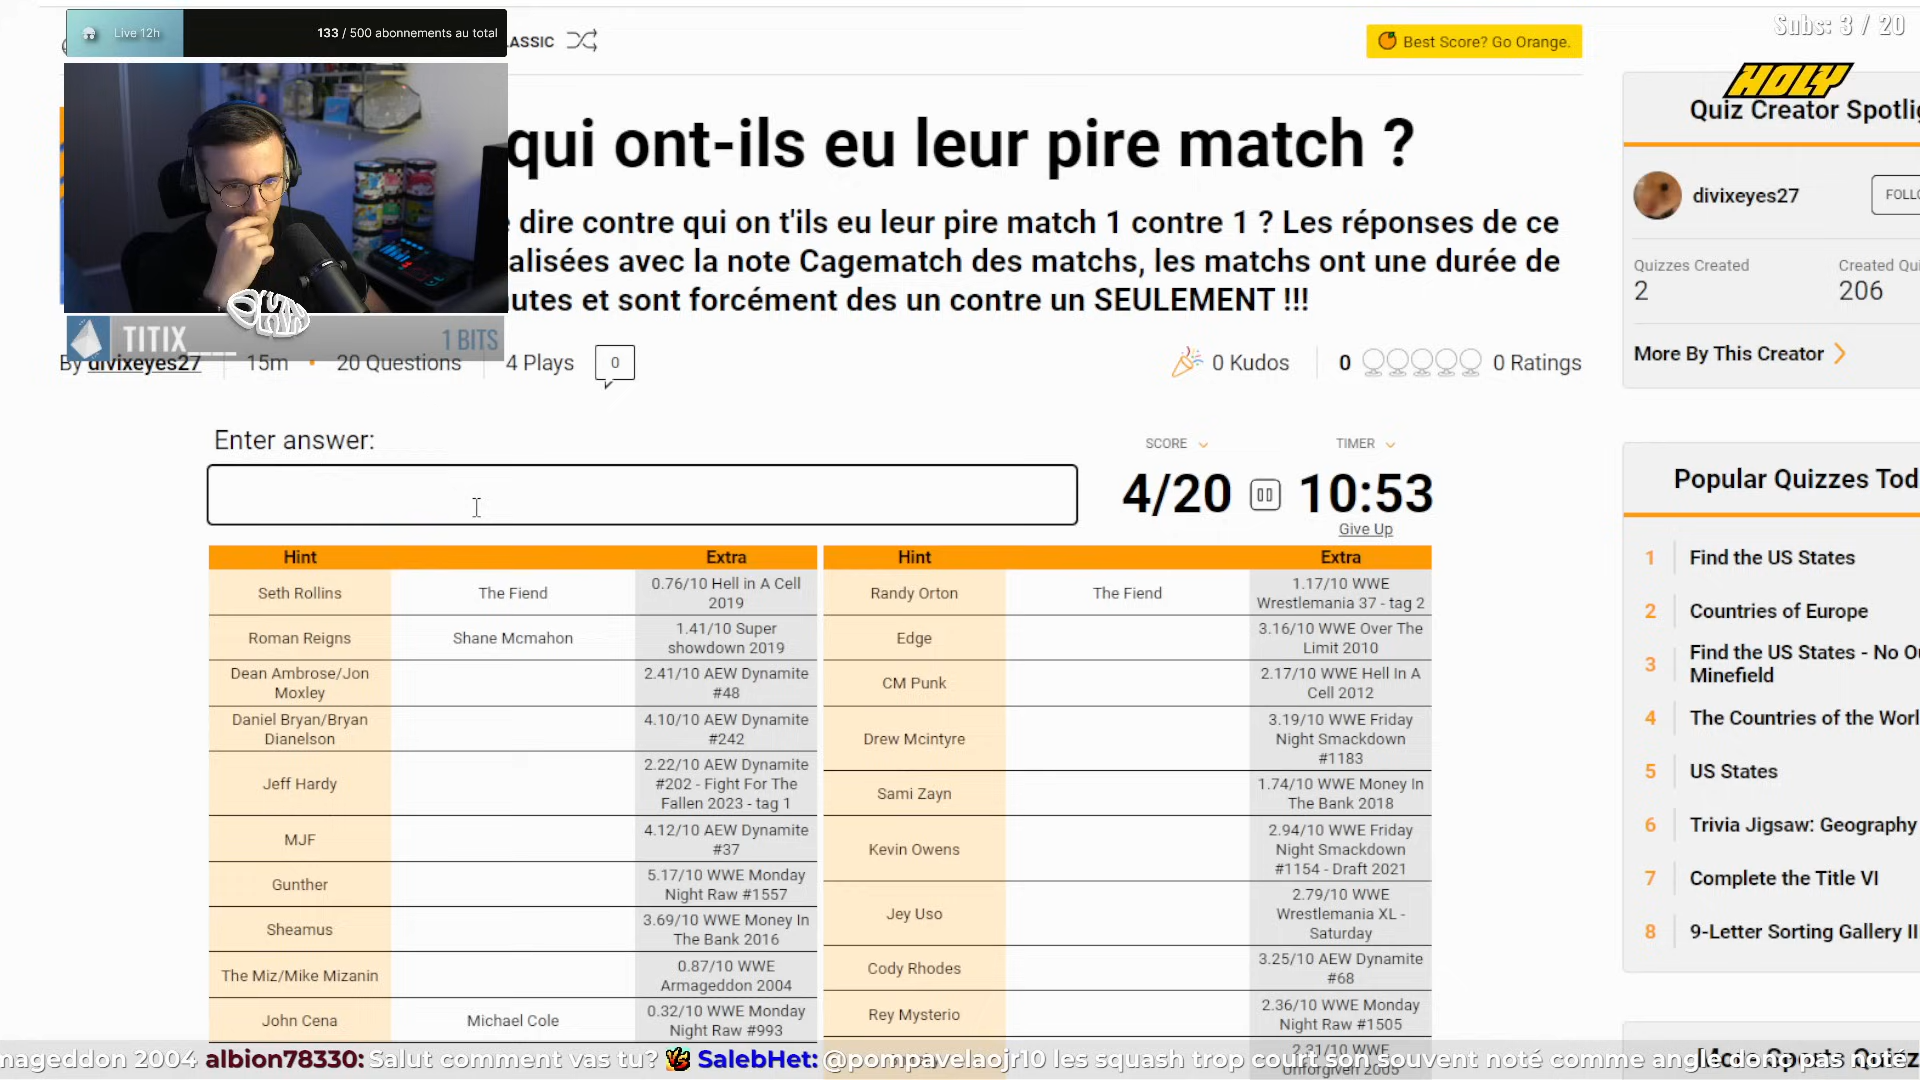 Live 12h
133 / 500 abonnements au total
ASSIC
Best Score? Go Orange.
Subs: 3 / 20
HOLY
Quiz Creator Spotlig
qui ont-ils eu leur pire match ?
dire contre qui on t'ils eu leur pire match 1 contre 1 ? Les réponses de ce
alisées avec la note Cagematch des matchs, les matchs ont une durée de
utes et sont forcément des un contre un SEULEMENT !!!
divixeyes27
FOLLO
Quizzes Created
2
Created Qui
206
More By This Creator
TITIX____
1 BITS
By divixeyes27
15m
20 Questions
4 Plays
0
0 Kudos
0
0 Ratings
Enter answer:
SCORE
TIMER
4/20
10:53
Give Up
Hint
Extra
Seth Rollins
The Fiend
0.76/10 Hell in A Cell
2019
Roman Reigns
Shane Mcmahon
1.41/10 Super
showdown 2019
Dean Ambrose/Jon
Moxley
2.41/10 AEW Dynamite
#48
Daniel Bryan/Bryan
Dianelson
4.10/10 AEW Dynamite
#242
Jeff Hardy
2.22/10 AEW Dynamite
#202 - Fight For The
Fallen 2023 - tag 1
MJF
4.12/10 AEW Dynamite
#37
Gunther
5.17/10 WWE Monday
Night Raw #1557
Sheamus
3.69/10 WWE Money In
The Bank 2016
The Miz/Mike Mizanin
0.87/10 WWE
Armageddon 2004
John Cena
Michael Cole
0.32/10 WWE Monday
Night Raw #993
Hint
Extra
Randy Orton
The Fiend
1.17/10 WWE
Wrestlemania 37 - tag 2
Edge
3.16/10 WWE Over The
Limit 2010
CM Punk
2.17/10 WWE Hell In A
Cell 2012
Drew Mcintyre
3.19/10 WWE Friday
Night Smackdown
#1183
Sami Zayn
1.74/10 WWE Money In
The Bank 2018
Kevin Owens
2.94/10 WWE Friday
Night Smackdown
#1154 - Draft 2021
Jey Uso
2.79/10 WWE
Wrestlemania XL -
Saturday
Cody Rhodes
3.25/10 AEW Dynamite
#68
Rey Mysterio
2.36/10 WWE Monday
Night Raw #1505
2.31/10 WWE
Unforgiven 2005
Popular Quizzes Tod
1 Find the US States
2 Countries of Europe
3 Find the US States - No Ou
Minefield
4 The Countries of the Worl
5 US States
6 Trivia Jigsaw: Geography
7 Complete the Title VI
8 9-Letter Sorting Gallery II
More Sports Quizz
mageddon 2004 albion78330: Salut comment vas tu? SalebHet: @pompavelaojr10 les squash trop court son souvent noté comme angle donc pas noté